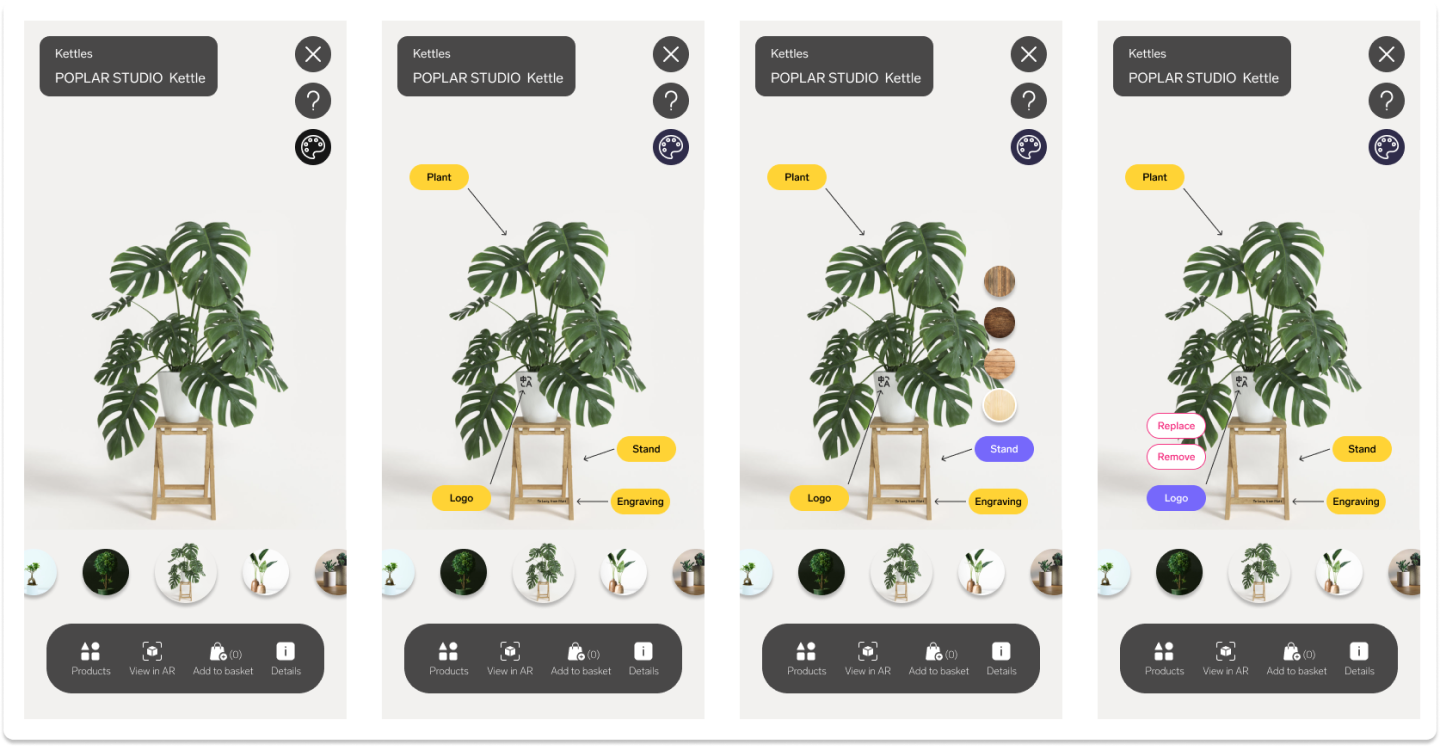 Kettles
POPLAR STUDIO Kettle
?
Products
View in AR
(0)
Add to basket
i
Details
Kettles
POPLAR STUDIO Kettle
?
Plant
Stand
Logo
Engraving
Products
View in AR
(0)
Add to basket
i
Details
Kettles
POPLAR STUDIO Kettle
?
Plant
Stand
Logo
Engraving
Products
View in AR
(0)
Add to basket
i
Details
Kettles
POPLAR STUDIO Kettle
?
Plant
Replace
Stand
Remove
Logo
Engraving
Products
View in AR
(0)
Add to basket
i
Details